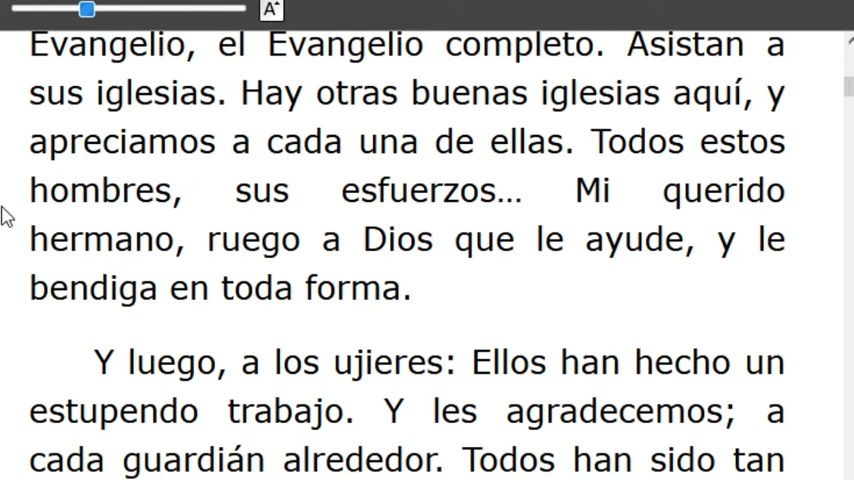 A
Evangelio, el Evangelio completo. Asistan a
sus iglesias. Hay otras buenas iglesias aquí, y
apreciamos a cada una de ellas. Todos estos
hombres, sus esfuerzos… Mi querido
hermano, ruego a Dios que le ayude, y le
bendiga en toda forma.
Y luego, a los ujieres: Ellos han hecho un
estupendo trabajo. Y les agradecemos; a
cada guardián alrededor. Todos han sido tan